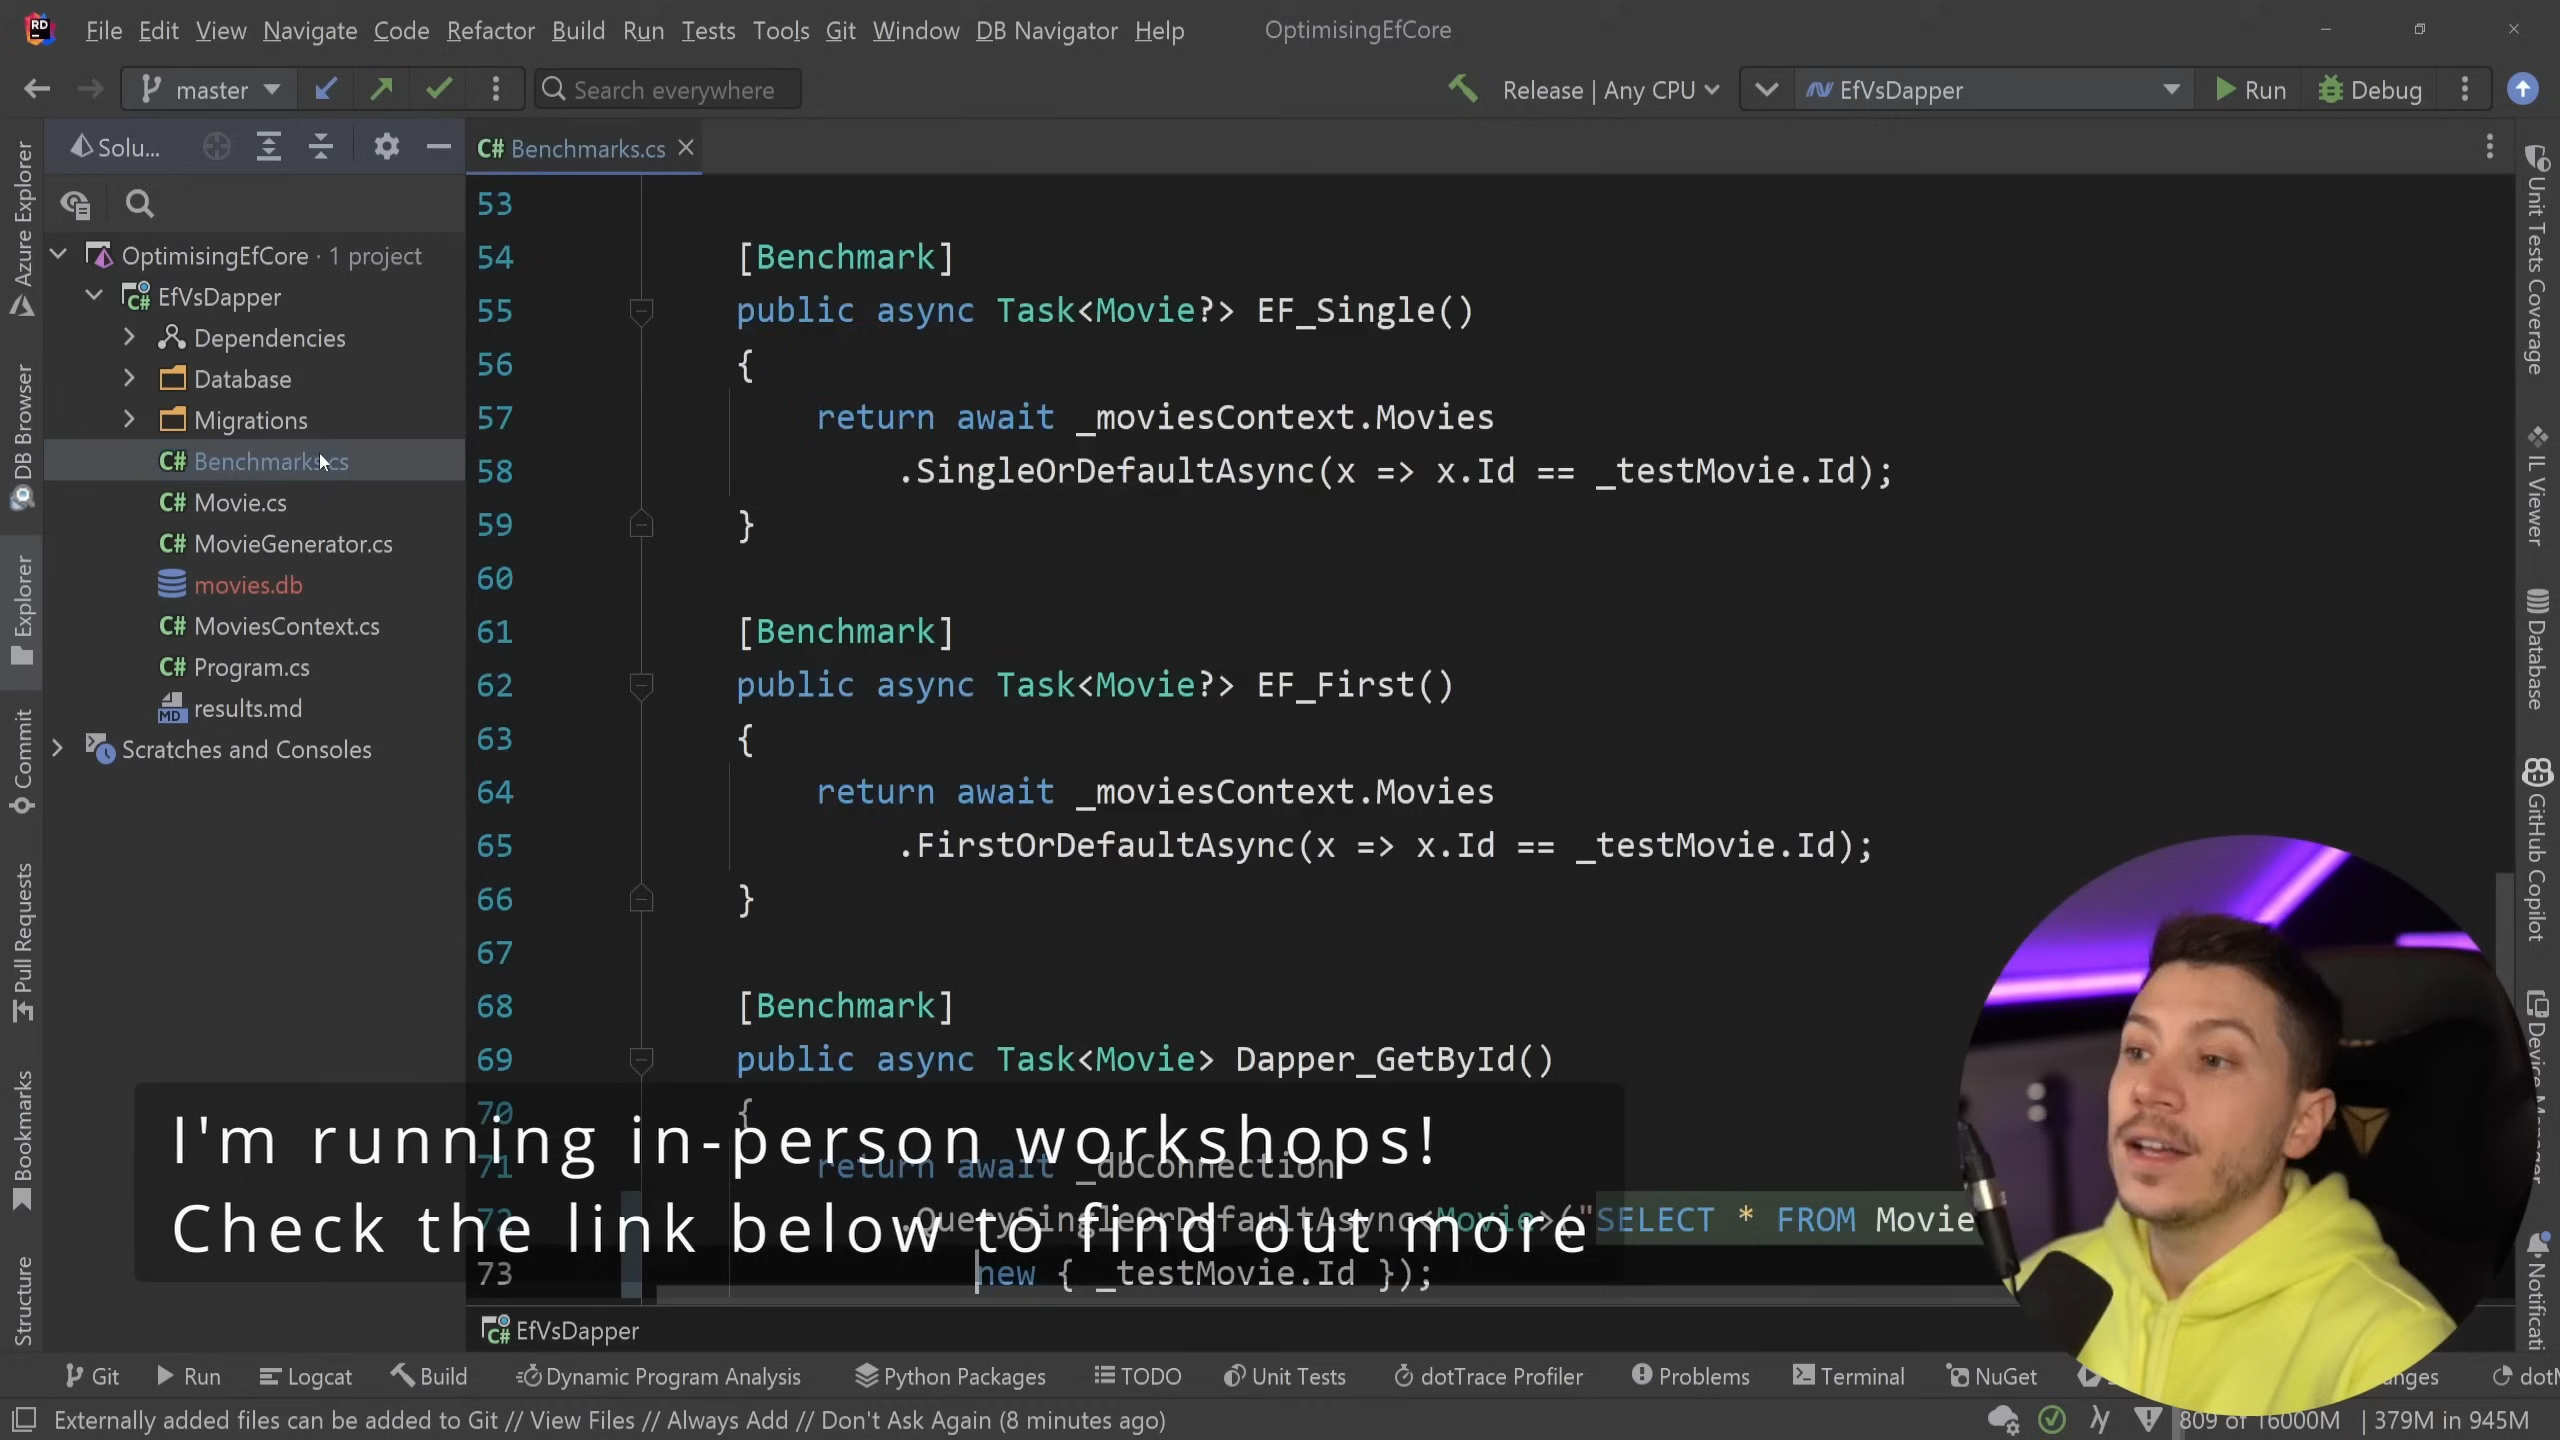 RD File Edit View Navigate Code Refactor Build Run Tests Tools Git Window DB Navigator Help OptimisingEfCore
master Search everywhere Release | Any CPU EfVsDapper Run Debug
Solu... C# Benchmarks.cs
OptimisingEfCore · 1 project
C# EfVsDapper
Dependencies
Database
Migrations
C# Benchmarks.cs
C# Movie.cs
C# MovieGenerator.cs
movies.db
C# MoviesContext.cs
C# Program.cs
MD results.md
Scratches and Consoles
Azure Explorer
DB Browser
Explorer
Commit
Pull Requests
Bookmarks
Structure
53
54 [Benchmark]
55 public async Task<Movie?> EF_Single()
56 {
57 return await _moviesContext.Movies
58 .SingleOrDefaultAsync(x => x.Id == _testMovie.Id);
59 }
60
61 [Benchmark]
62 public async Task<Movie?> EF_First()
63 {
64 return await _moviesContext.Movies
65 .FirstOrDefaultAsync(x => x.Id == _testMovie.Id);
66 }
67
68 [Benchmark]
69 public async Task<Movie> Dapper_GetById()
70 {
71 return await _dbConnection
72 .QuerySingleOrDefaultAsync<Movie>("SELECT * FROM Movie
73 new { _testMovie.Id });
I'm running in-person workshops!
Check the link below to find out more
Unit Tests Coverage
IL Viewer
Database
GitHub Copilot
Device Manager
Notificati
C# EfVsDapper
Git Run Logcat Build Dynamic Program Analysis Python Packages TODO Unit Tests dotTrace Profiler Problems Terminal NuGet nges dotM
Externally added files can be added to Git // View Files // Always Add // Don't Ask Again (8 minutes ago) 809 of 16000M | 379M in 945M